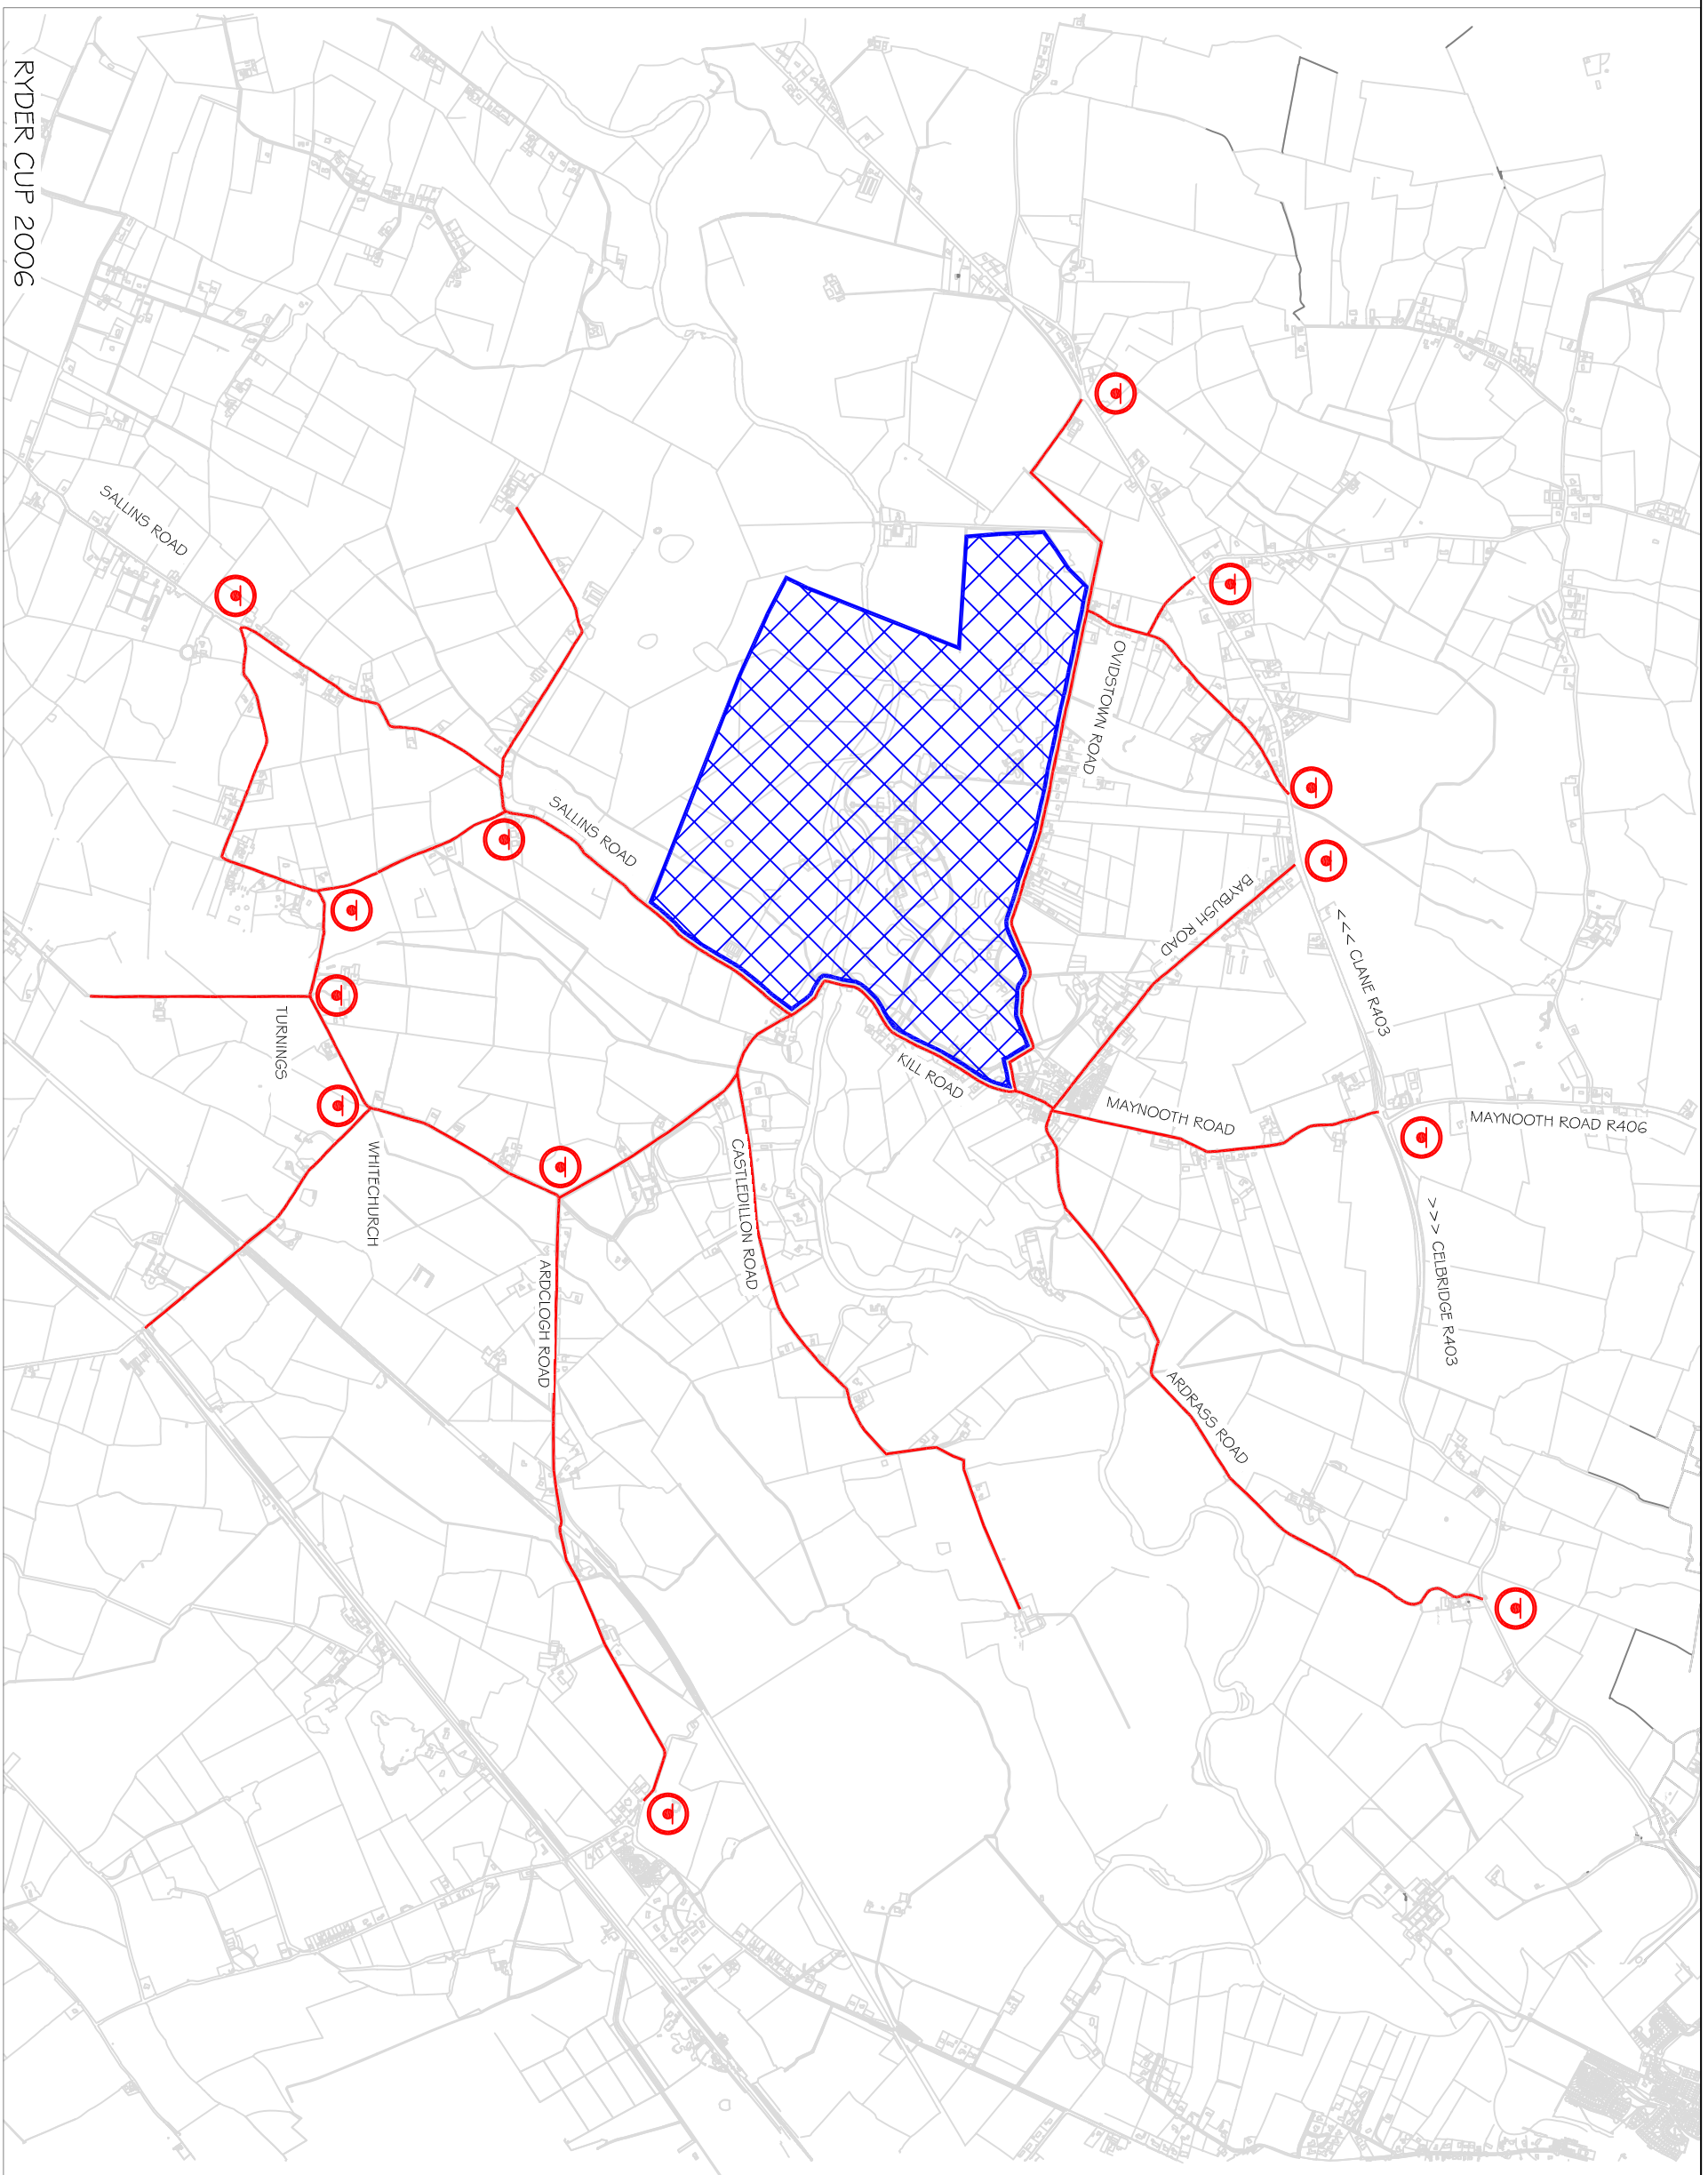 RYDER CUP 2006
MAYNOOTH ROAD R406
<<< CLANE R403
>>> CELBRIDGE R403
OVIDSTOWN ROAD
BAYBUSH ROAD
MAYNOOTH ROAD
ARDRASS ROAD
KILL ROAD
CASTLEDILLON ROAD
SALLINS ROAD
ARDCLOGH ROAD
WHITECHURCH
TURNINGS
SALLINS ROAD